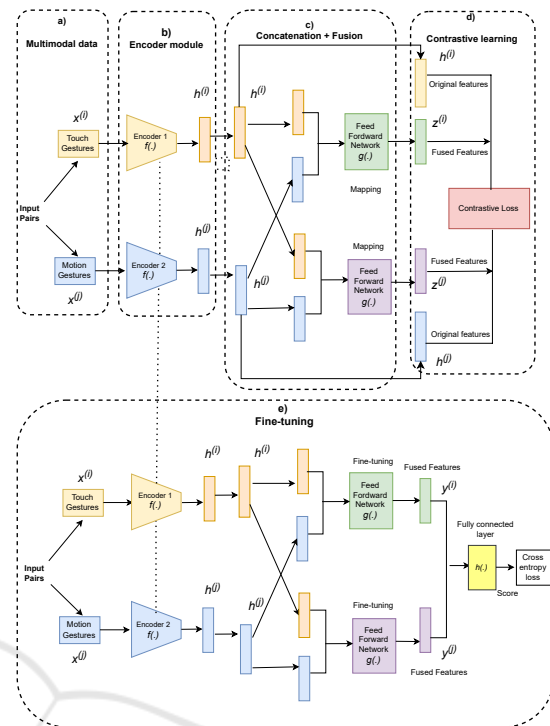 a)
Multimodal data
b)
Encoder module
c)
Concatenation + Fusion
d)
Contrastive learning
x(i)
Touch
Gestures
Input
Pairs
Motion
Gestures
x(j)
Encoder 1
f(.)
h(i)
Encoder 2
f(.)
h(j)
h(i)
h(j)
Feed
Fordward
Network
g(.)
Mapping
Mapping
Feed
Forward
Network
g(.)
h(i)
Original features
z(i)
Fused Features
Contrastive Loss
Fused Features
z(j)
Original features
h(j)
e)
Fine-tuning
x(i)
Touch
Gestures
Input
Pairs
Motion
Gestures
x(j)
Encoder 1
f(.)
h(i)
Encoder 2
f(.)
h(j)
h(i)
h(j)
Fine-tuning
Feed
Fordward
Network
g(.)
Fine-tuning
Feed
Forward
Network
g(.)
Fused Features
y(i)
y(j)
Fused Features
Fully connected
layer
h(.)
Score
Cross
entropy
loss